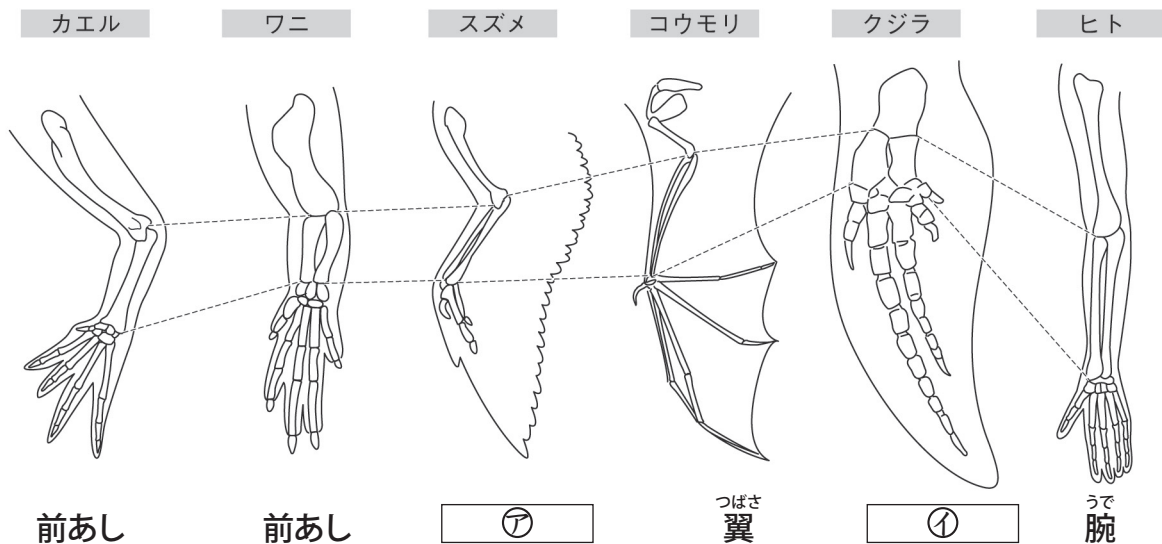 カエル
ワニ
スズメ
コウモリ
クジラ
ヒト
前あし
前あし
㋐
つばさ
翼
㋑
うで
腕